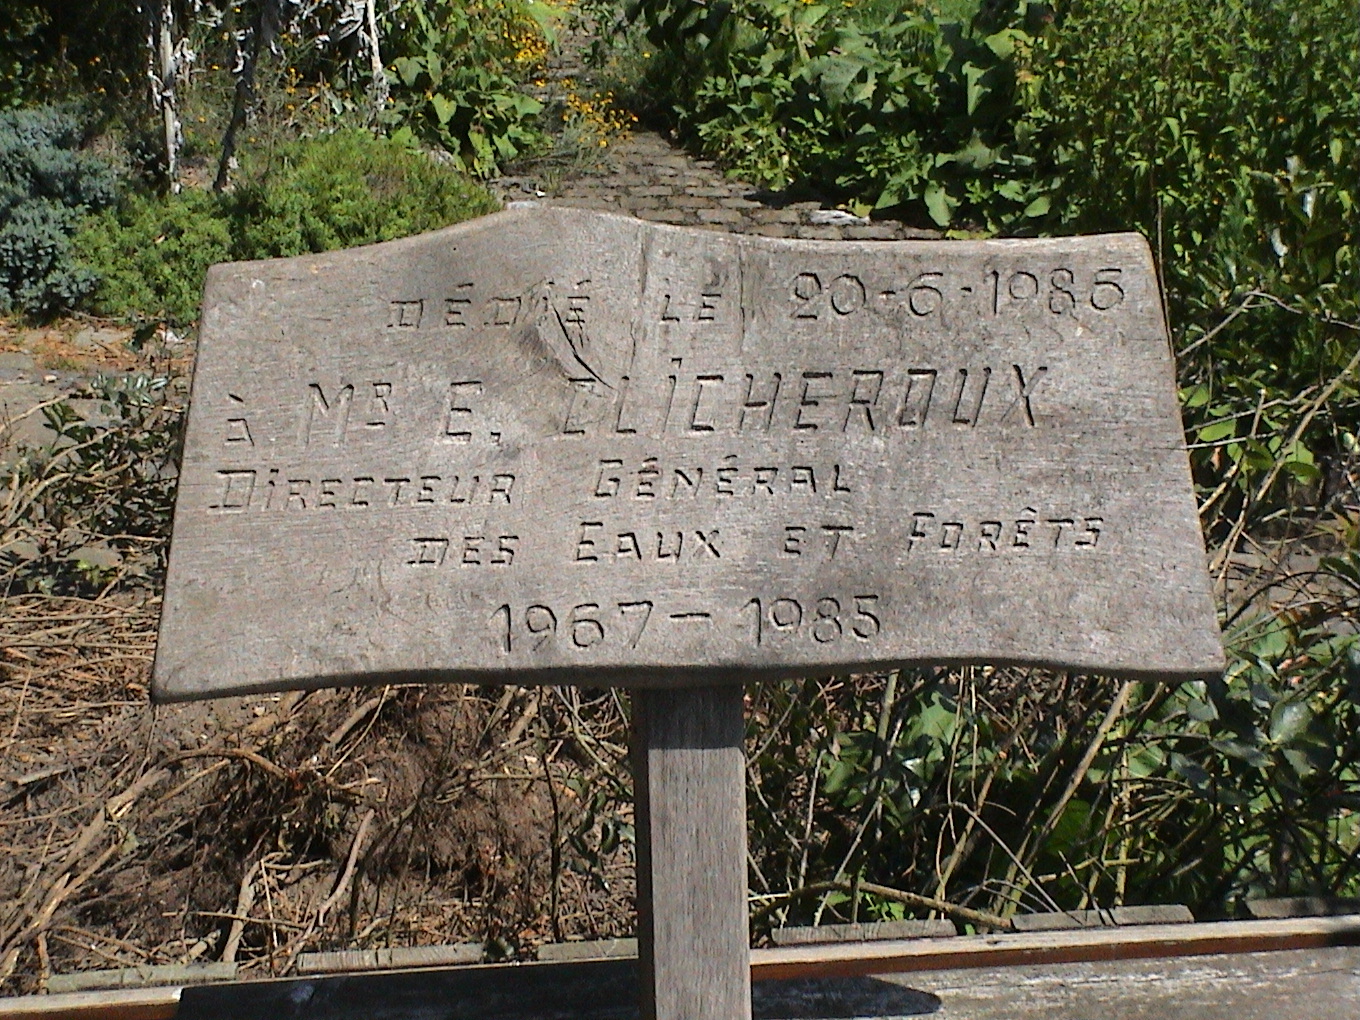 DÉDIÉ LE 20-6-1985
À MR E. CLICHEROUX
DIRECTEUR GÉNÉRAL
DES EAUX ET FORÊTS
1967-1985